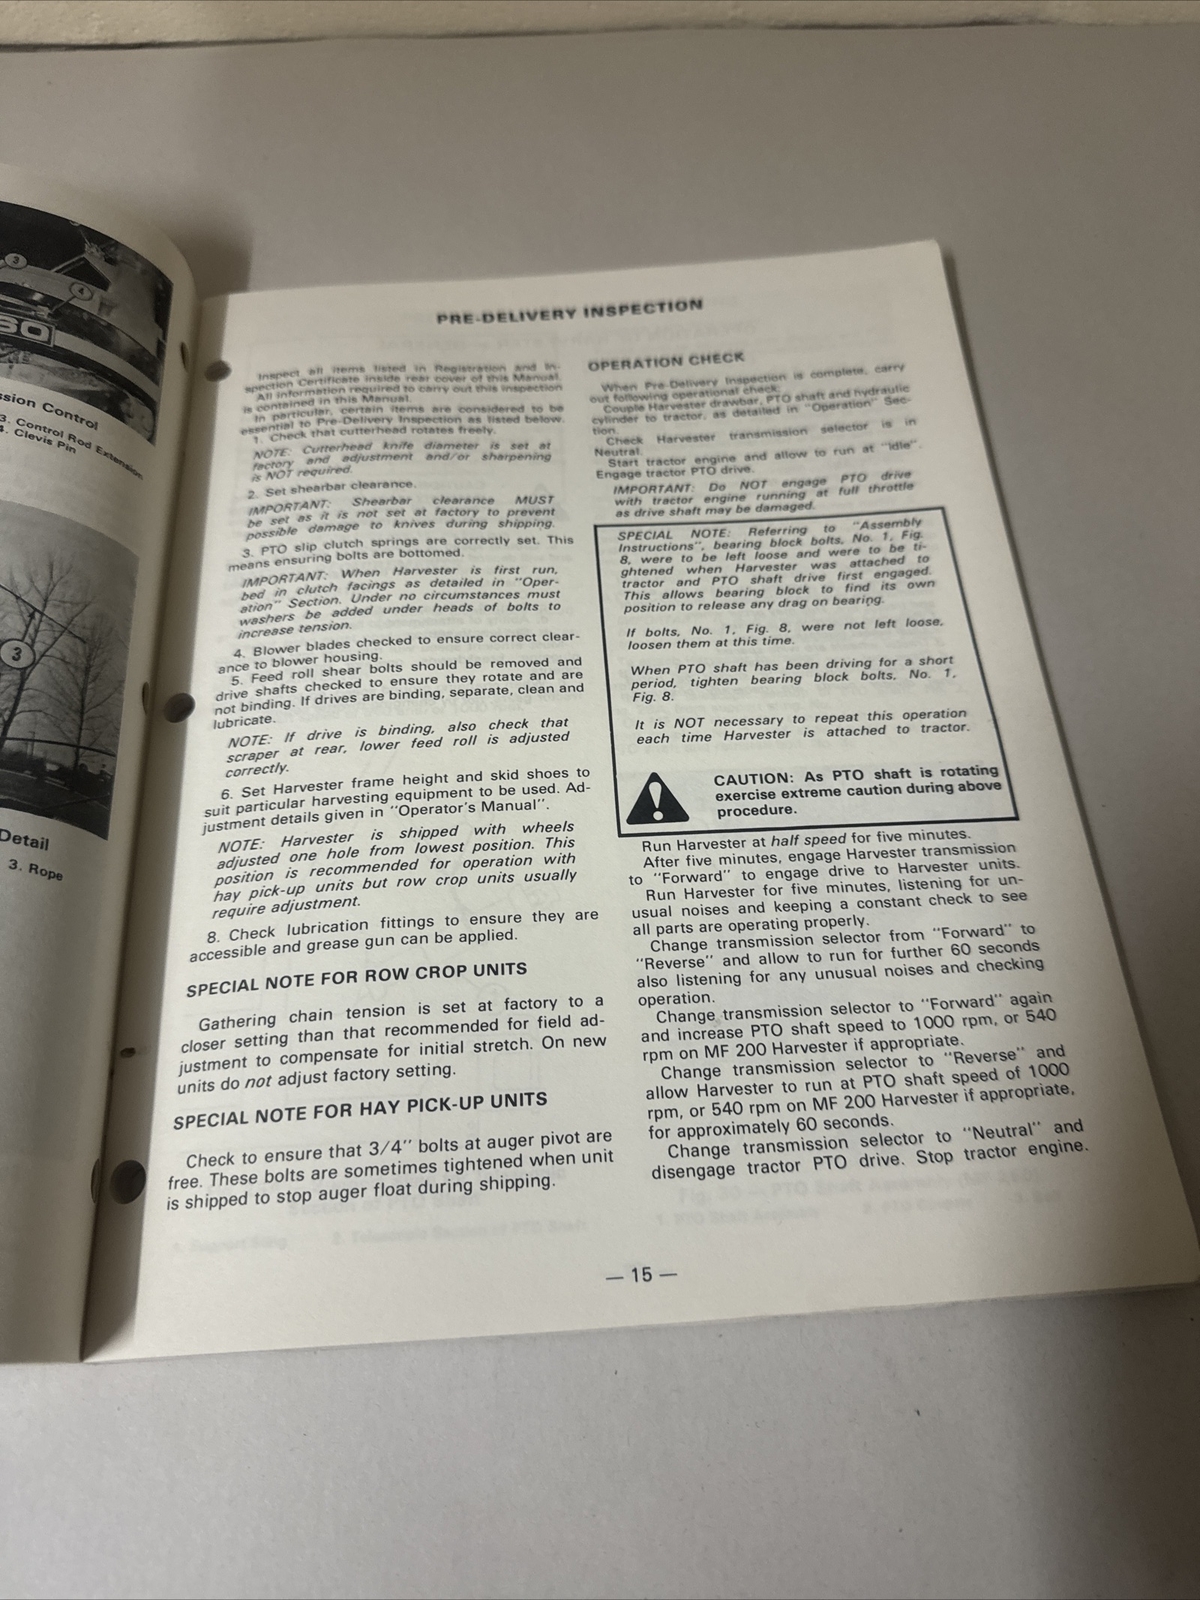 3
4
60
ssion Control
3. Control Rod Extension
4. Clevis Pin
3
Detail
3. Rope
PRE-DELIVERY INSPECTION
Inspect all items listed in Registration and In-
spection Certificate inside rear cover of this Manual.
All information required to carry out this inspection
is contained in this Manual.
In particular, certain items are considered to be
essential to Pre-Delivery Inspection as listed below.
1. Check that cutterhead rotates freely.
NOTE: Cutterhead knife diameter is set at
factory and adjustment and/or sharpening
is NOT required.
2. Set shearbar clearance.
IMPORTANT: Shearbar clearance MUST
be set as it is not set at factory to prevent
possible damage to knives during shipping.
3. PTO slip clutch springs are correctly set. This
means ensuring bolts are bottomed.
IMPORTANT: When Harvester is first run,
bed in clutch facings as detailed in "Oper-
ation" Section. Under no circumstances must
washers be added under heads of bolts to
increase tension.
4. Blower blades checked to ensure correct clear-
ance to blower housing.
5. Feed roll shear bolts should be removed and
drive shafts checked to ensure they rotate and are
not binding. If drives are binding, separate, clean and
lubricate.
NOTE: If drive is binding, also check that
scraper at rear, lower feed roll is adjusted
correctly.
6. Set Harvester frame height and skid shoes to
suit particular harvesting equipment to be used. Ad-
justment details given in "Operator's Manual".
NOTE: Harvester is shipped with wheels
adjusted one hole from lowest position. This
position is recommended for operation with
hay pick-up units but row crop units usually
require adjustment.
8. Check lubrication fittings to ensure they are
accessible and grease gun can be applied.
SPECIAL NOTE FOR ROW CROP UNITS
Gathering chain tension is set at factory to a
closer setting than that recommended for field ad-
justment to compensate for initial stretch. On new
units do not adjust factory setting.
SPECIAL NOTE FOR HAY PICK-UP UNITS
Check to ensure that 3/4" bolts at auger pivot are
free. These bolts are sometimes tightened when unit
is shipped to stop auger float during shipping.
OPERATION CHECK
When Pre-Delivery Inspection is complete, carry
out following operational check.
Couple Harvester drawbar, PTO shaft and hydraulic
cylinder to tractor, as detailed in "Operation" Sec-
tion.
Check Harvester transmission selector is in
Neutral.
Start tractor engine and allow to run at "Idle".
Engage tractor PTO drive.
IMPORTANT: Do NOT engage PTO drive
with tractor engine running at full throttle
as drive shaft may be damaged.
SPECIAL NOTE: Referring to "Assembly
Instructions", bearing block bolts, No. 1, Fig.
8, were to be left loose and were to be ti-
ghtened when Harvester was attached to
tractor and PTO shaft drive first engaged.
This allows bearing block to find its own
position to release any drag on bearing.
If bolts, No. 1, Fig. 8, were not left loose,
loosen them at this time.
When PTO shaft has been driving for a short
period, tighten bearing block bolts, No. 1,
Fig. 8.
It is NOT necessary to repeat this operation
each time Harvester is attached to tractor.
CAUTION: As PTO shaft is rotating
exercise extreme caution during above
procedure.
Run Harvester at half speed for five minutes.
After five minutes, engage Harvester transmission
to "Forward" to engage drive to Harvester units.
Run Harvester for five minutes, listening for un-
usual noises and keeping a constant check to see
all parts are operating properly.
Change transmission selector from "Forward" to
"Reverse" and allow to run for further 60 seconds
also listening for any unusual noises and checking
operation.
Change transmission selector to "Forward" again
and increase PTO shaft speed to 1000 rpm, or 540
rpm on MF 200 Harvester if appropriate.
Change transmission selector to "Reverse" and
allow Harvester to run at PTO shaft speed of 1000
rpm, or 540 rpm on MF 200 Harvester if appropriate,
for approximately 60 seconds.
Change transmission selector to "Neutral" and
disengage tractor PTO drive. Stop tractor engine.
— 15 —